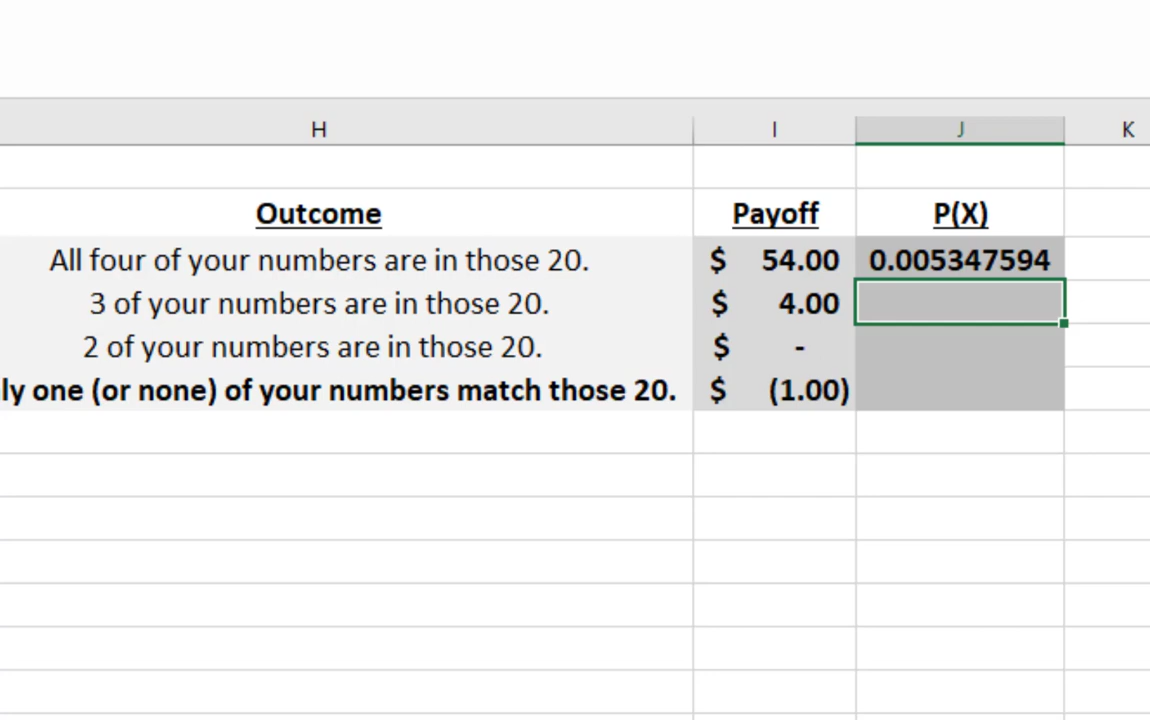 H I J K
Outcome Payoff P(X)
All four of your numbers are in those 20. $ 54.00 0.005347594
3 of your numbers are in those 20. $ 4.00
2 of your numbers are in those 20. $ -
ly one (or none) of your numbers match those 20. $ (1.00)